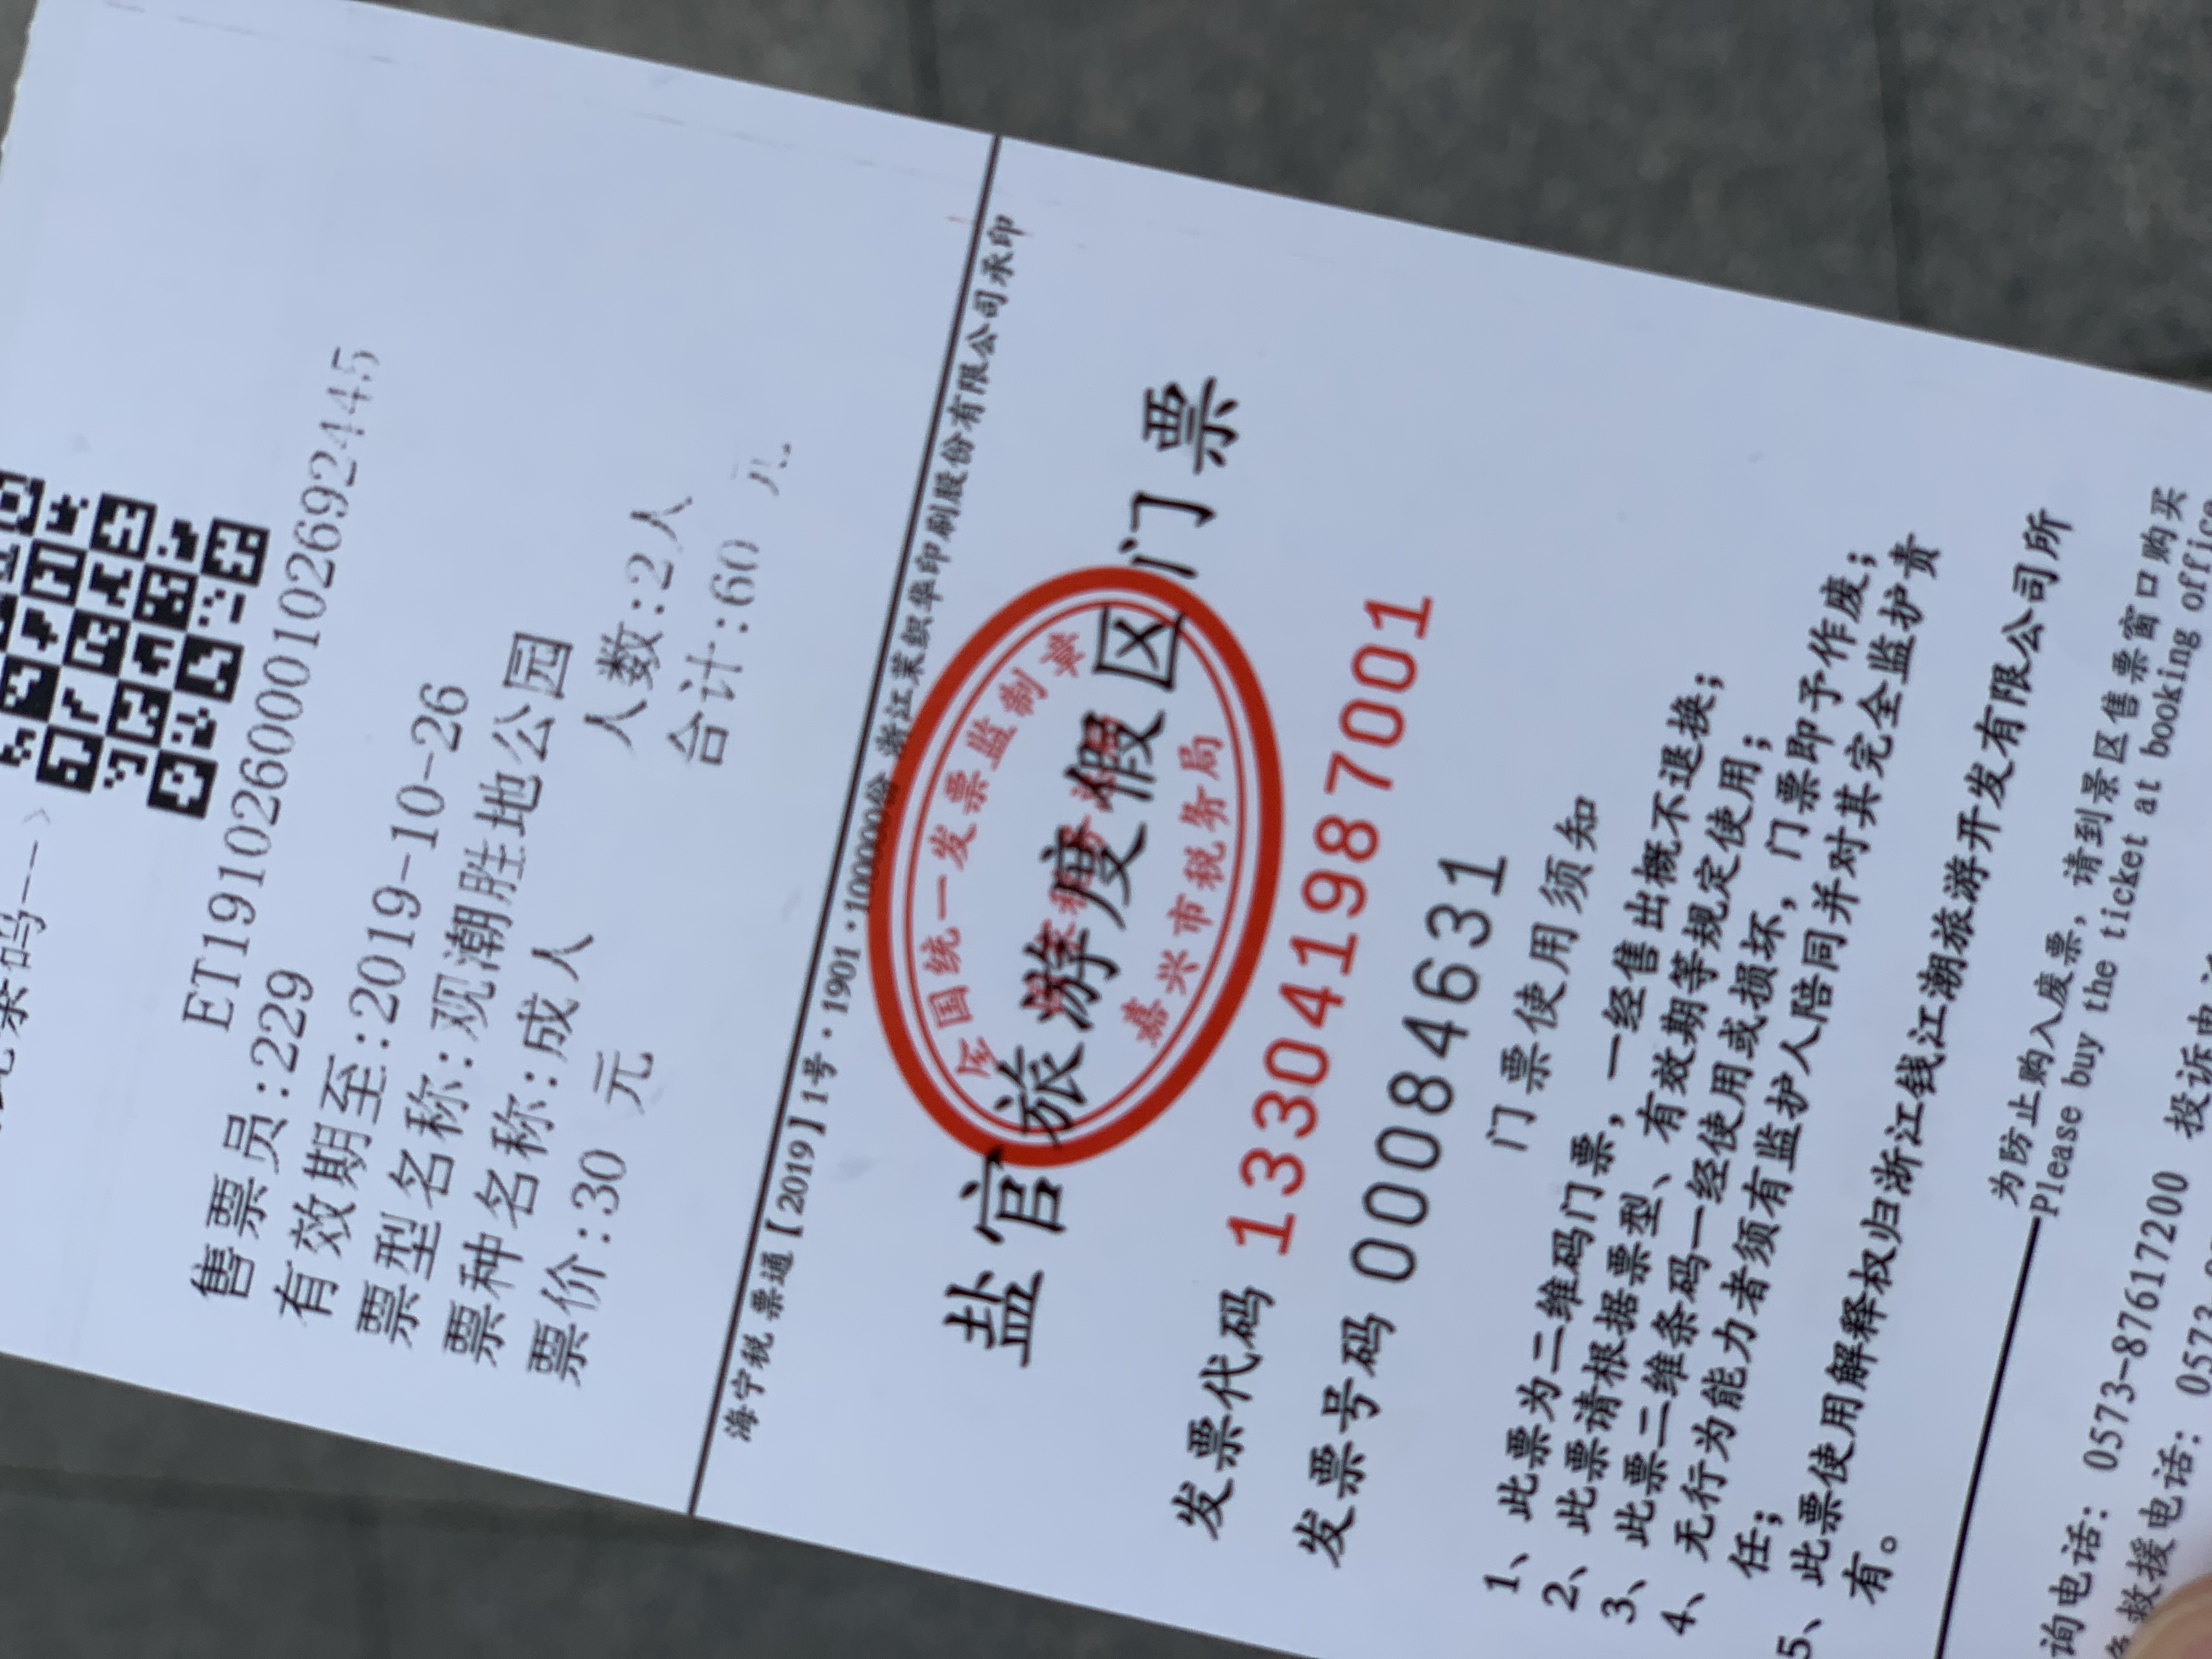 ET19102600010269 2445
售票员:229
有效期至:2019-10-26
票型名称:观潮胜地公园
票种名称:成人 人数:2人
票价:30 元 合计:60 元
海宁税 票通【2019】1号·1901·100000份 浙江茉织华印刷股份有限公司承印
全国统一发票监制章
盐官旅游度假区门票
嘉兴市税务局
发票代码 133041987001
发票号码 00084631
门票使用须知
1、此票为二维码门票，一经售出概不退换；
2、此票请根据票型、有效期等规定使用；
3、此票二维条码一经使用或损坏，门票即予作废；
4、无行为能力者须有监护人陪同并对其完全监护责
任；
5、此票使用解释权归浙江钱江潮旅游开发有限公司所
有。
为防止购入废票，请到景区售票窗口购买
Please buy the ticket at booking office
询电话：0573-87617200 投诉电话
救援电话：0573